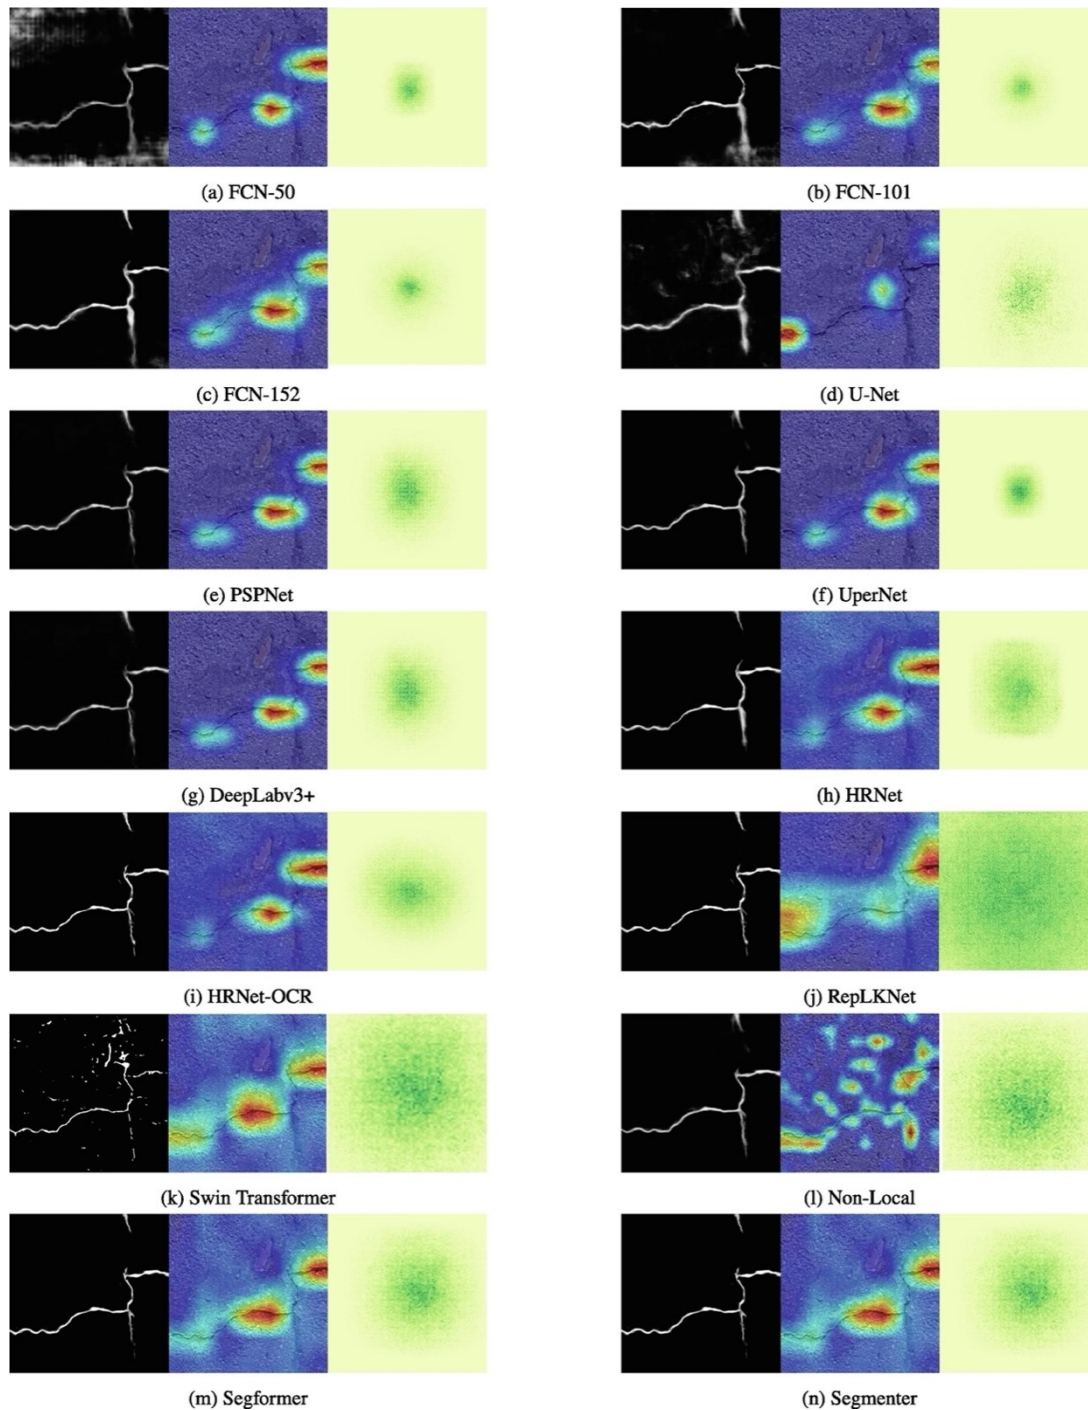 (a) FCN-50
(b) FCN-101
(c) FCN-152
(d) U-Net
(e) PSPNet
(f) UperNet
(g) DeepLabv3+
(h) HRNet
(i) HRNet-OCR
(j) RepLKNet
(k) Swin Transformer
(l) Non-Local
(m) Segformer
(n) Segmenter